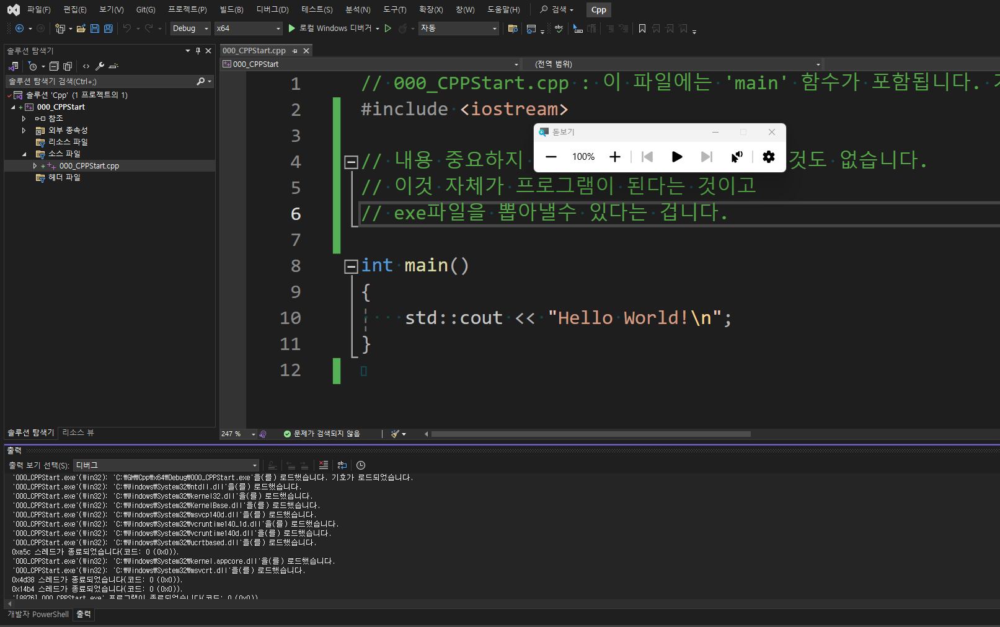 파일(F) 편집(E) 보기(V) Git(G) 프로젝트(P) 빌드(B) 디버그(D) 테스트(S) 분석(N) 도구(T) 확장(X) 창(W) 도움말(H) 검색 Cpp
Debug x64 로컬 Windows 디버거 자동
솔루션 탐색기
솔루션 탐색기 검색(Ctrl+;)
솔루션 'Cpp' (1 프로젝트의 1)
000_CPPStart
참조
외부 종속성
리소스 파일
소스 파일
000_CPPStart.cpp
헤더 파일
솔루션 탐색기 리소스 뷰
000_CPPStart.cpp
000_CPPStart (전역 범위)
1 // 000_CPPStart.cpp : 이 파일에는 'main' 함수가 포함됩니다.
2 #include <iostream>
3
4 // 내용 중요하지 것도 없습니다.
5 // 이것 자체가 프로그램이 된다는 것이고
6 // exe파일을 뽑아낼수 있다는 겁니다.
7
8 int main()
9 {
10 std::cout << "Hello World!\n";
11 }
12
돋보기
100%
247 % 문제가 검색되지 않음
출력
출력 보기 선택(S): 디버그
'000_CPPStart.exe'(Win32): 'C:₩GM₩Cpp₩x64₩Debug₩000_CPPStart.exe'을(를) 로드했습니다. 기호가 로드되었습니다.
'000_CPPStart.exe'(Win32): 'C:₩Windows₩System32₩ntdll.dll'을(를) 로드했습니다.
'000_CPPStart.exe'(Win32): 'C:₩Windows₩System32₩kernel32.dll'을(를) 로드했습니다.
'000_CPPStart.exe'(Win32): 'C:₩Windows₩System32₩KernelBase.dll'을(를) 로드했습니다.
'000_CPPStart.exe'(Win32): 'C:₩Windows₩System32₩msvcp140d.dll'을(를) 로드했습니다.
'000_CPPStart.exe'(Win32): 'C:₩Windows₩System32₩vcruntime140_1d.dll'을(를) 로드했습니다.
'000_CPPStart.exe'(Win32): 'C:₩Windows₩System32₩vcruntime140d.dll'을(를) 로드했습니다.
'000_CPPStart.exe'(Win32): 'C:₩Windows₩System32₩ucrtbased.dll'을(를) 로드했습니다.
0xa5c 스레드가 종료되었습니다(코드: 0 (0x0)).
'000_CPPStart.exe'(Win32): 'C:₩Windows₩System32₩kernel.appcore.dll'을(를) 로드했습니다.
'000_CPPStart.exe'(Win32): 'C:₩Windows₩System32₩msvcrt.dll'을(를) 로드했습니다.
0x4d38 스레드가 종료되었습니다(코드: 0 (0x0)).
0x14b4 스레드가 종료되었습니다(코드: 0 (0x0)).
'[8876] 000_CPPStart.exe' 프로그램이 종료되었습니다(코드: 0 (0x0))
개발자 PowerShell 출력